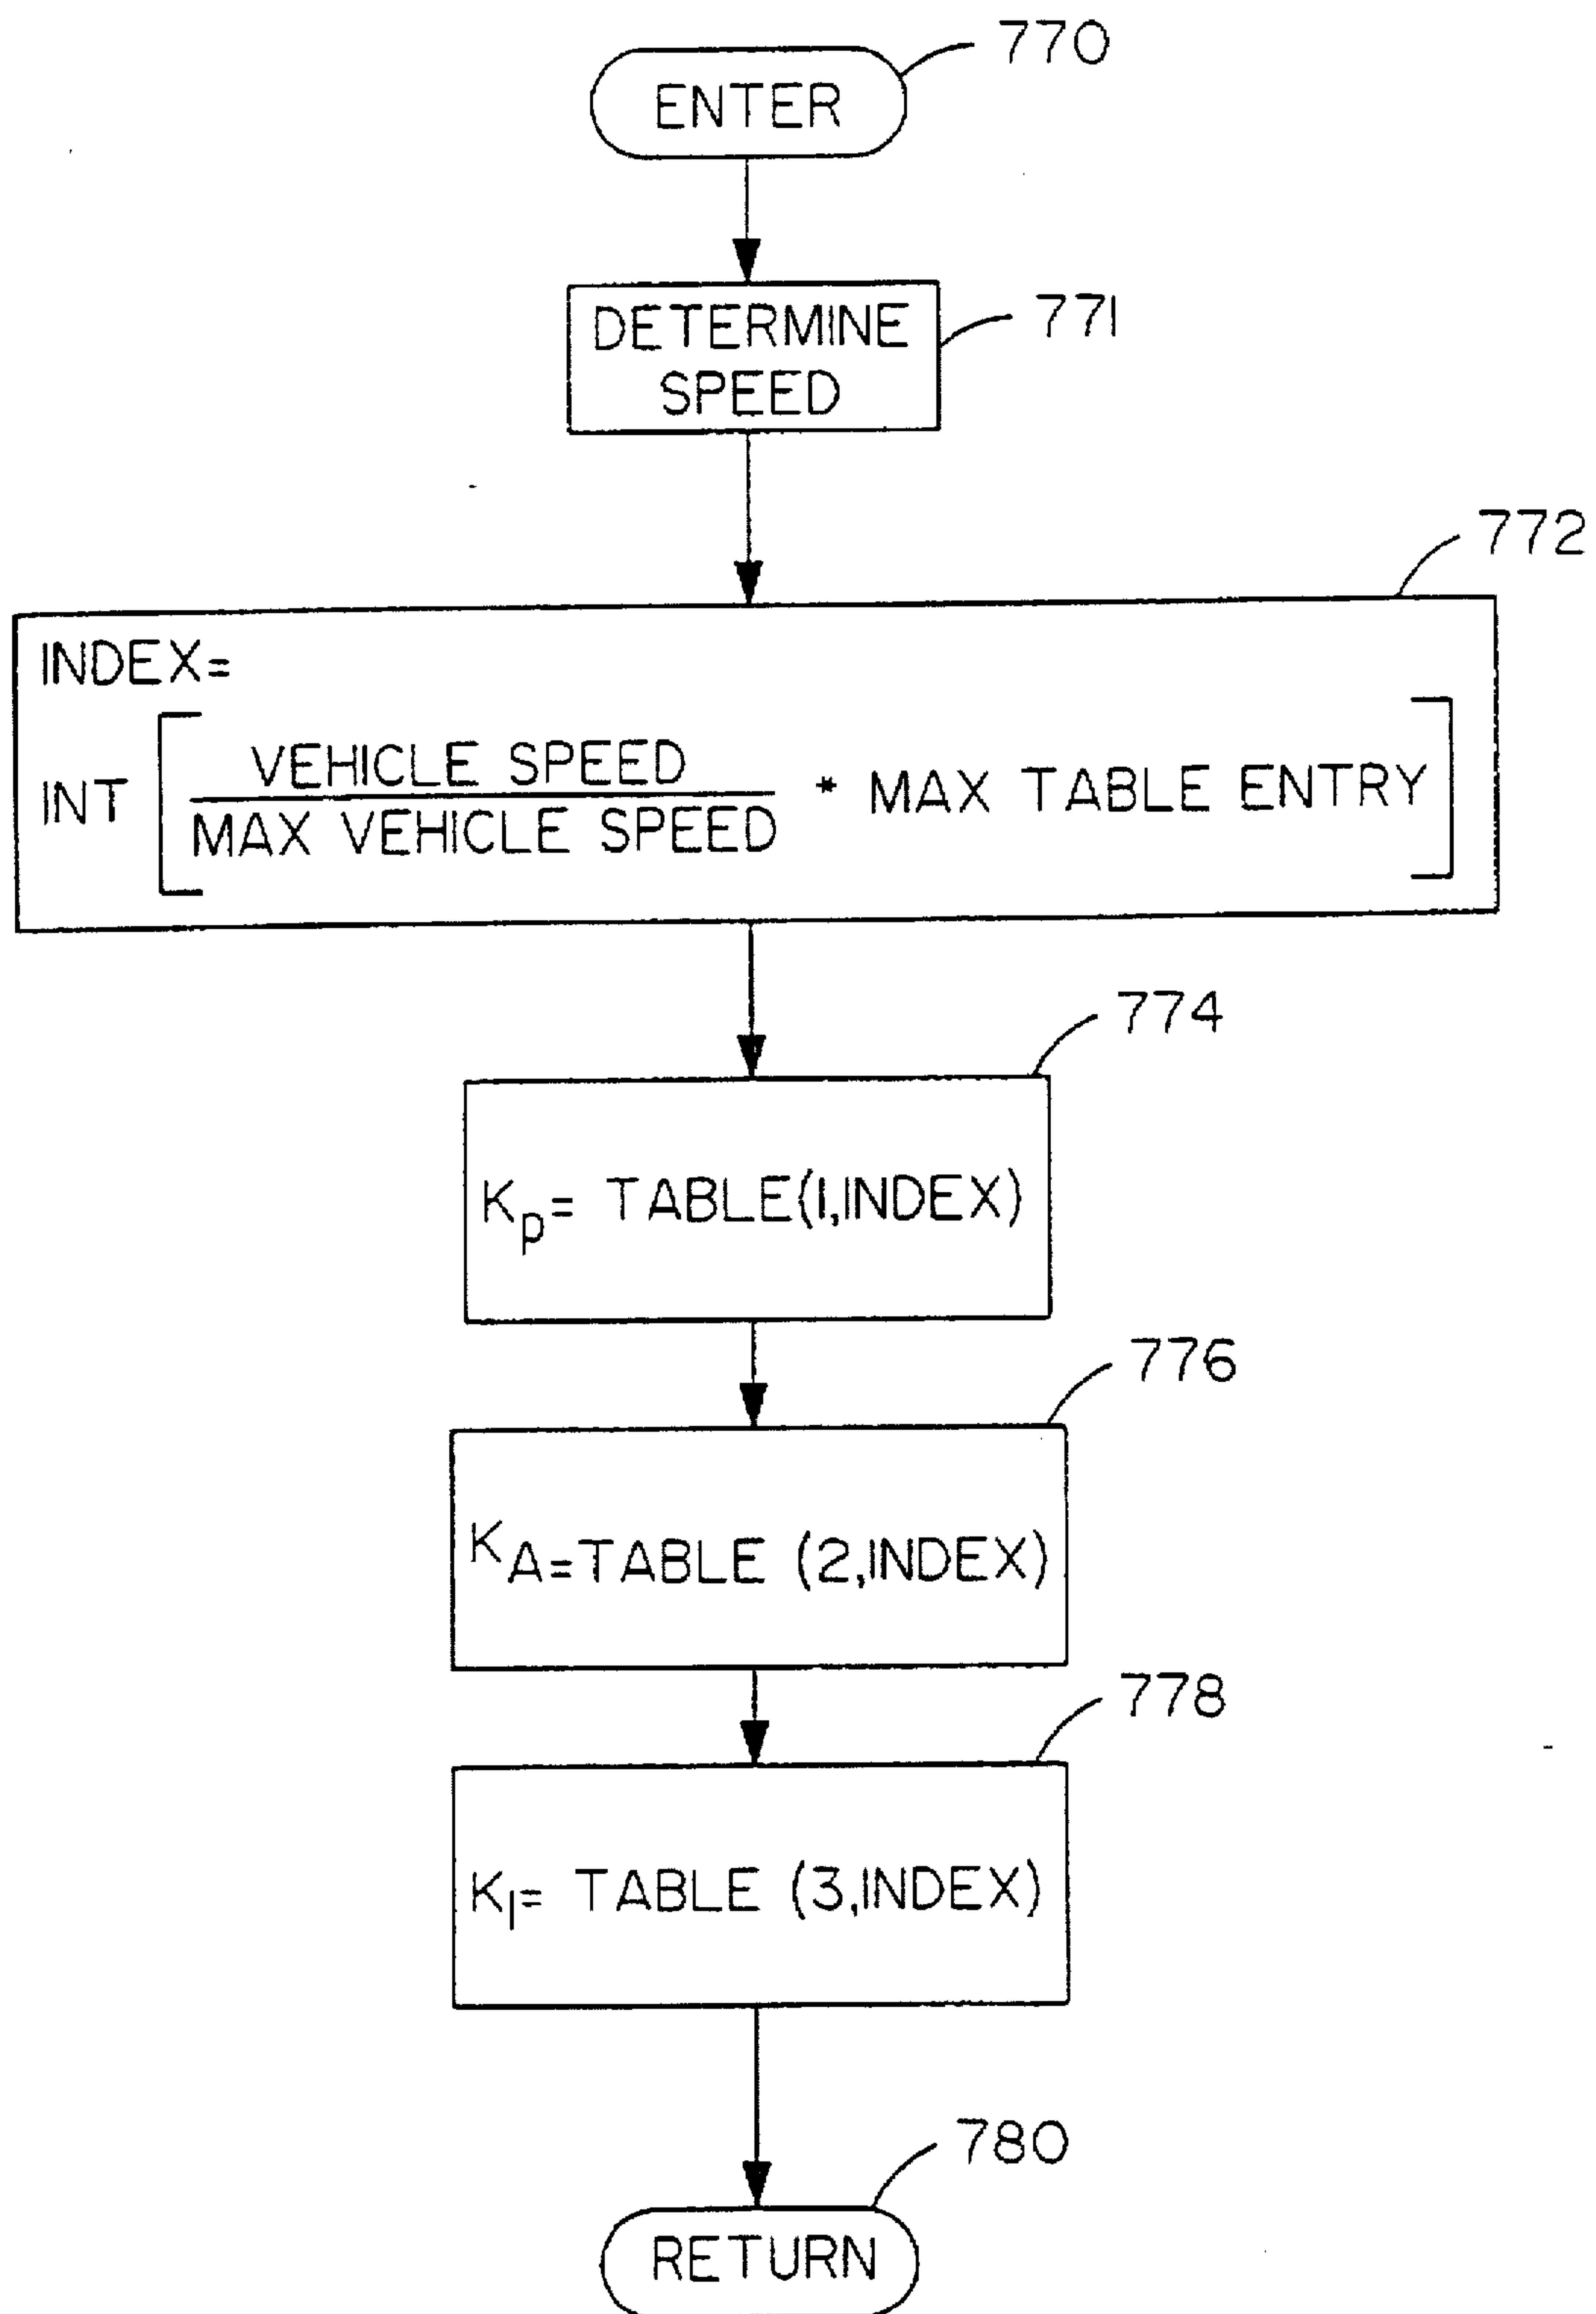 770
ENTER
771
DETERMINE
SPEED
772
INDEX=
INT [ VEHICLE SPEED
MAX VEHICLE SPEED * MAX TABLE ENTRY ]
774
Kp= TABLE(1,INDEX)
776
KA=TABLE (2,INDEX)
778
KI= TABLE (3,INDEX)
780
RETURN